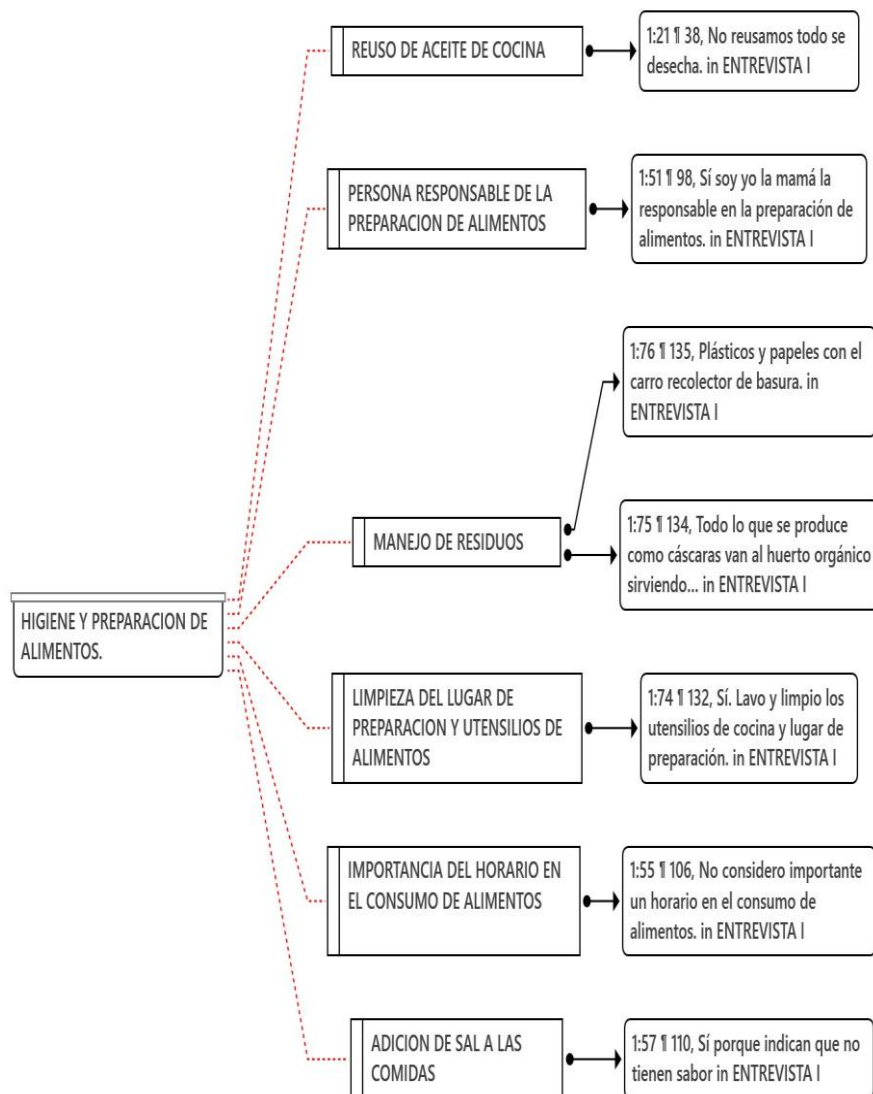 REUSO DE ACEITE DE COCINA
1:21 ¶ 38, No reusamos todo se
desecha. in ENTREVISTA I
PERSONA RESPONSABLE DE LA
PREPARACION DE ALIMENTOS
1:51 ¶ 98, Sí soy yo la mamá la
responsable en la preparación de
alimentos. in ENTREVISTA I
1:76 ¶ 135, Plásticos y papeles con el
carro recolector de basura. in
ENTREVISTA I
MANEJO DE RESIDUOS
1:75 ¶ 134, Todo lo que se produce
como cáscaras van al huerto orgánico
sirviendo... in ENTREVISTA I
HIGIENE Y PREPARACION DE
ALIMENTOS.
LIMPIEZA DEL LUGAR DE
PREPARACION Y UTENSILIOS DE
ALIMENTOS
1:74 ¶ 132, Sí. Lavo y limpio los
utensilios de cocina y lugar de
preparación. in ENTREVISTA I
IMPORTANCIA DEL HORARIO EN
EL CONSUMO DE ALIMENTOS
1:55 ¶ 106, No considero importante
un horario en el consumo de
alimentos. in ENTREVISTA I
ADICION DE SAL A LAS
COMIDAS
1:57 ¶ 110, Sí porque indican que no
tienen sabor in ENTREVISTA I